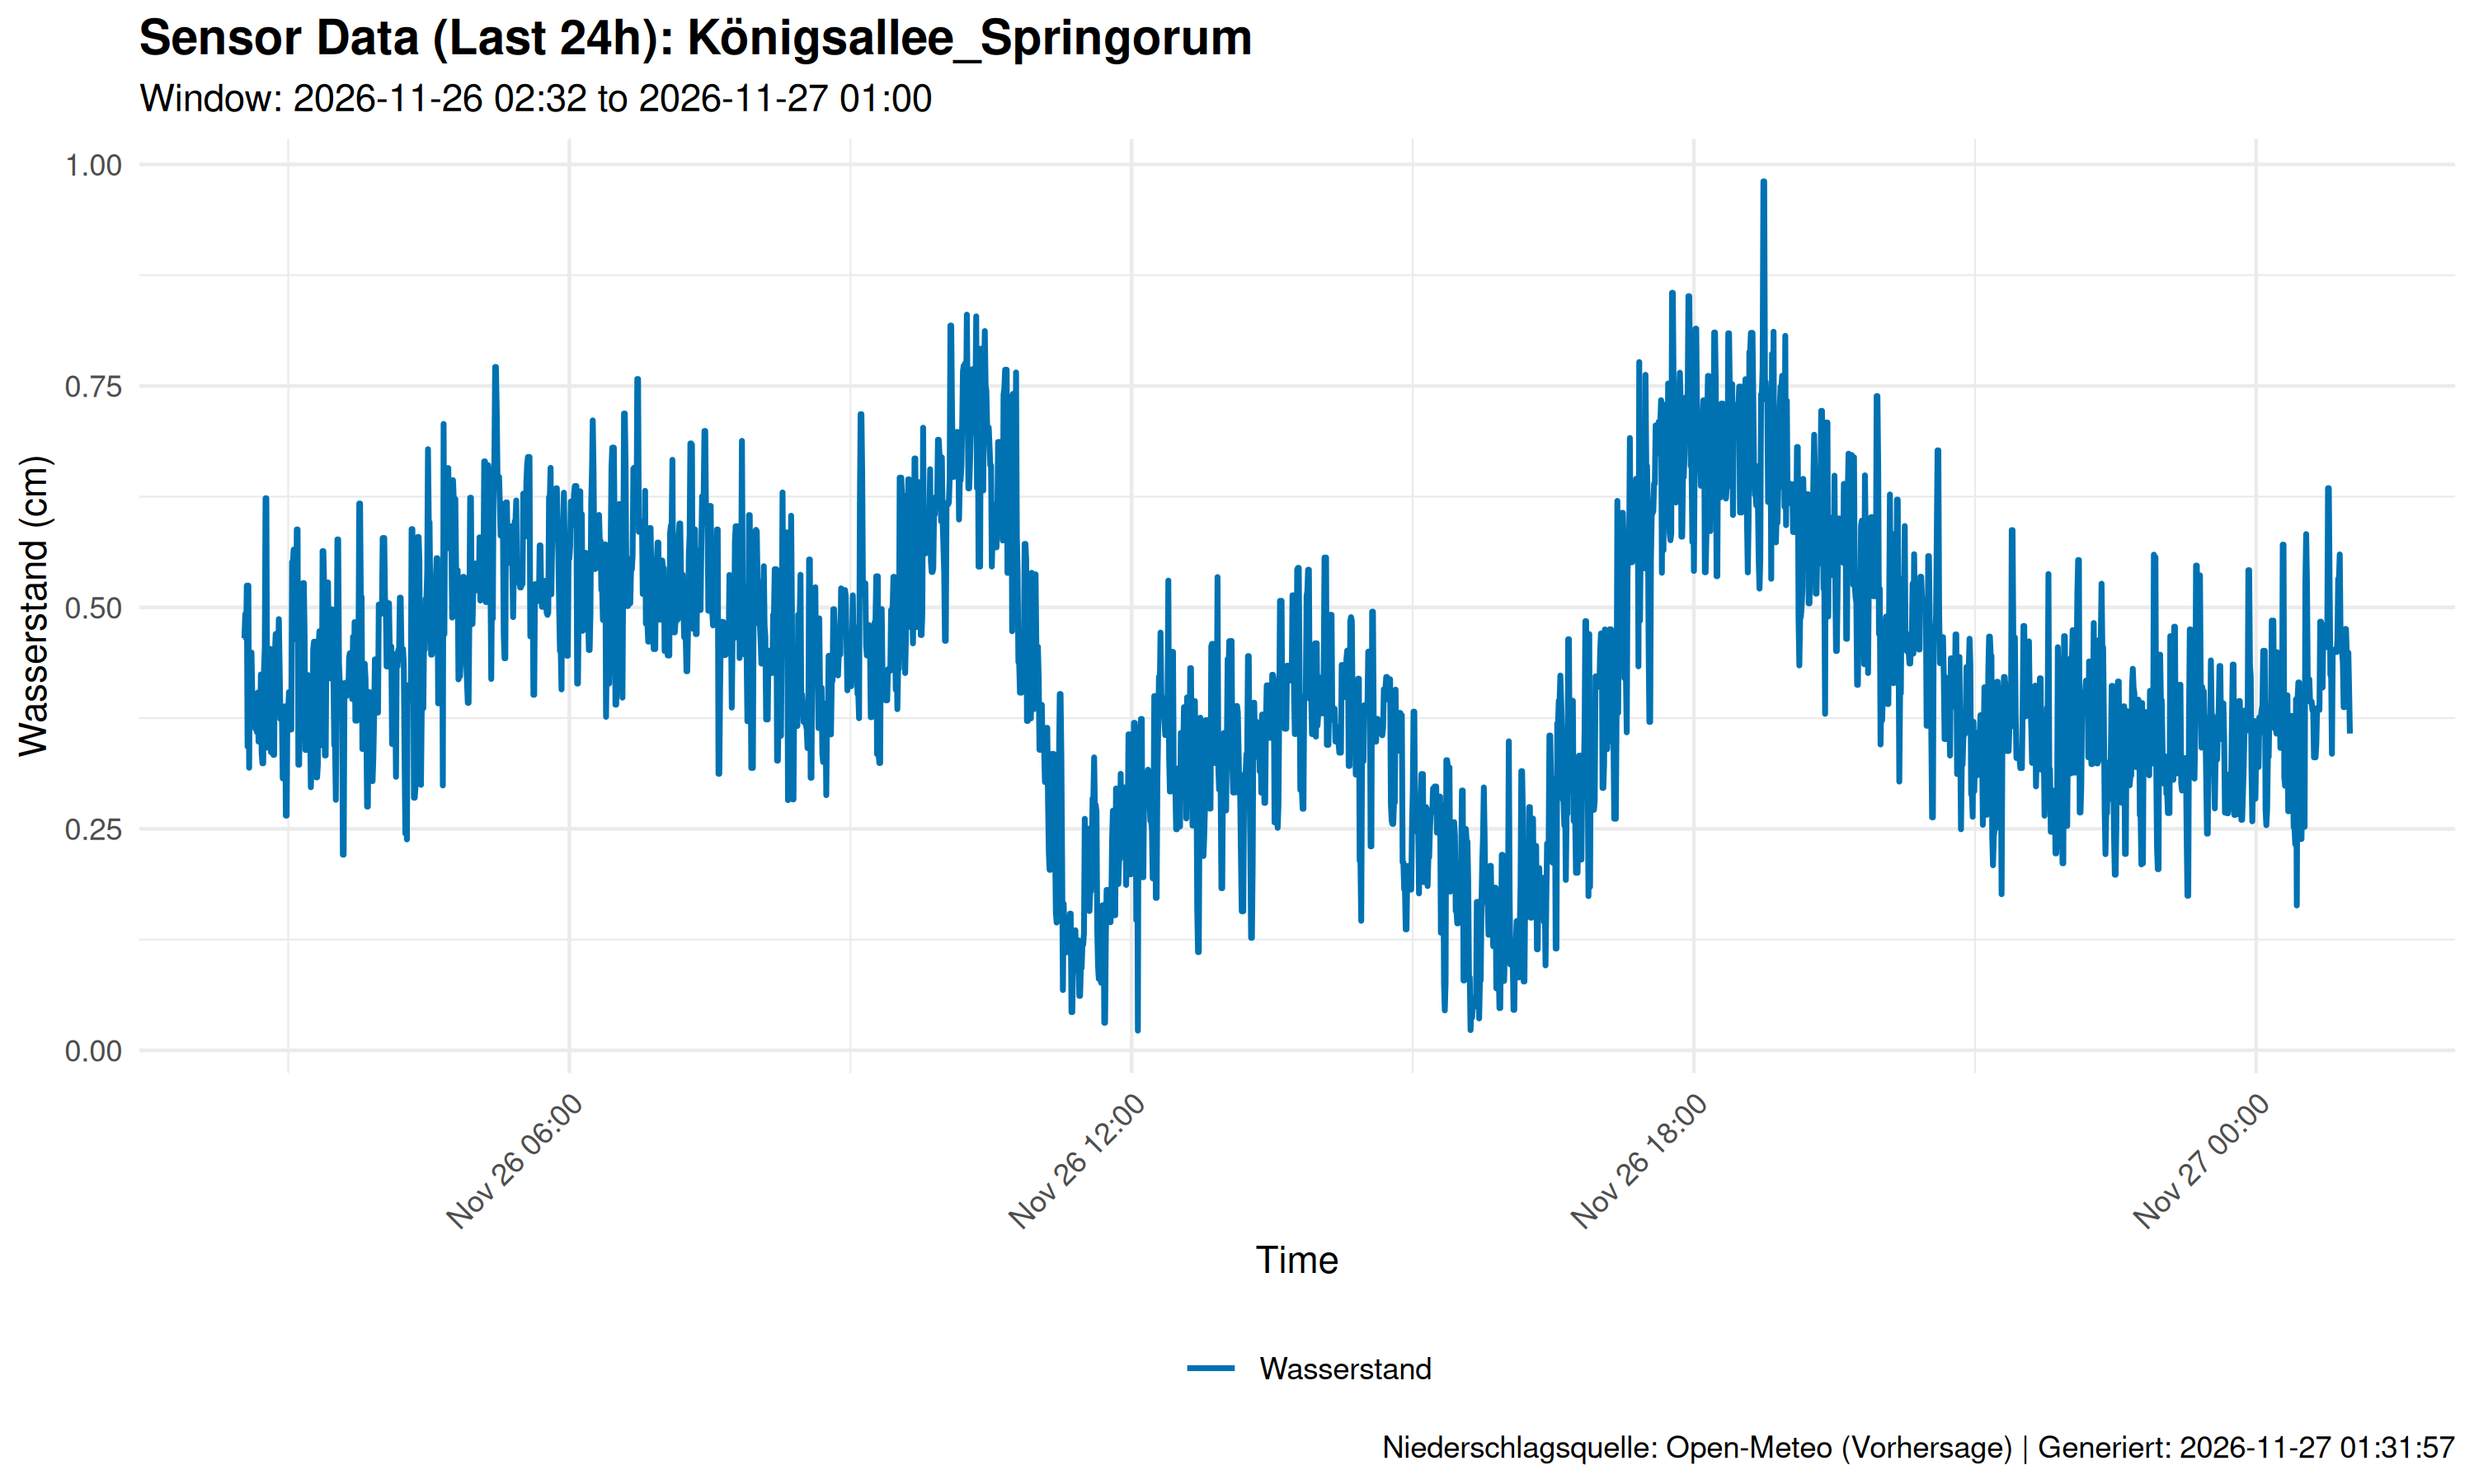 Sensor Data (Last 24h): Königsallee_Springorum
Window: 2026-11-26 02:32 to 2026-11-27 01:00
Wasserstand (cm)
1.00
0.75
0.50
0.25
0.00
Nov 26 06:00
Nov 26 12:00
Nov 26 18:00
Nov 27 00:00
Time
Wasserstand
Niederschlagsquelle: Open-Meteo (Vorhersage) | Generiert: 2026-11-27 01:31:57